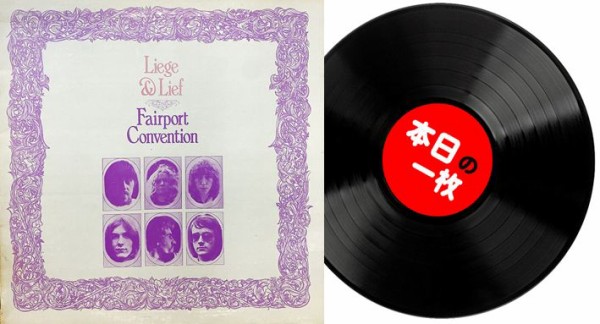 Liege
& Lief
Fairport
Convention
本日の
一枚